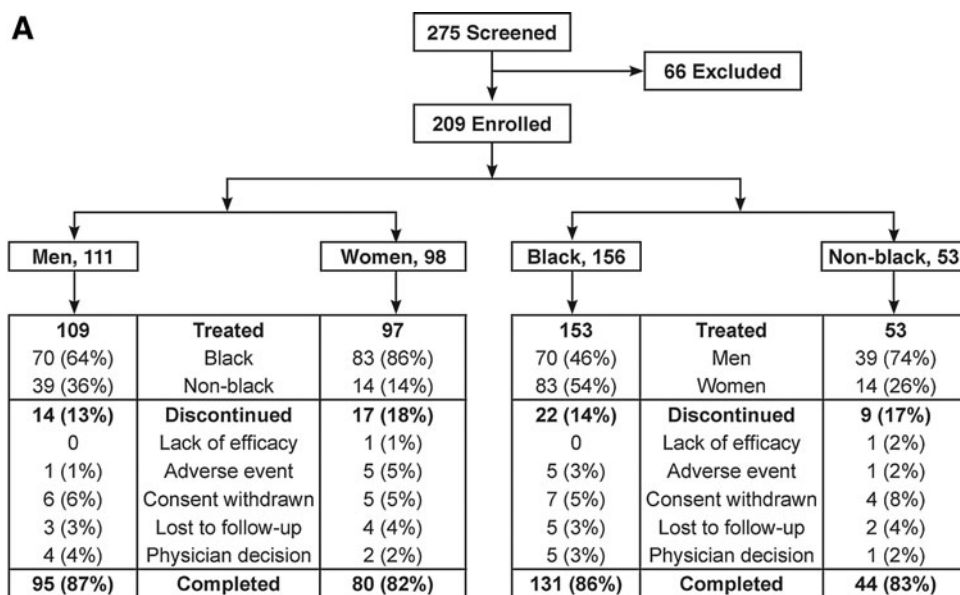 A
275 Screened
66 Excluded
209 Enrolled
Men, 111
Women, 98
Black, 156
Non-black, 53
109 Treated 97
70 (64%) Black 83 (86%)
39 (36%) Non-black 14 (14%)
14 (13%) Discontinued 17 (18%)
0 Lack of efficacy 1 (1%)
1 (1%) Adverse event 5 (5%)
6 (6%) Consent withdrawn 5 (5%)
3 (3%) Lost to follow-up 4 (4%)
4 (4%) Physician decision 2 (2%)
95 (87%) Completed 80 (82%)
153 Treated 53
70 (46%) Men 39 (74%)
83 (54%) Women 14 (26%)
22 (14%) Discontinued 9 (17%)
0 Lack of efficacy 1 (2%)
5 (3%) Adverse event 1 (2%)
7 (5%) Consent withdrawn 4 (8%)
5 (3%) Lost to follow-up 2 (4%)
5 (3%) Physician decision 1 (2%)
131 (86%) Completed 44 (83%)